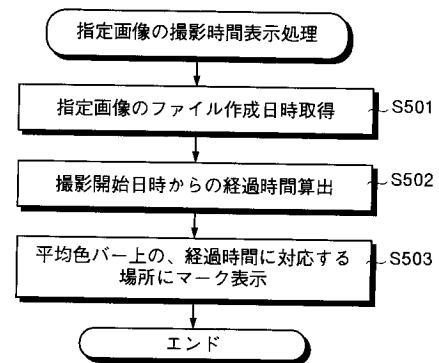 指定画像の撮影時間表示処理
指定画像のファイル作成日時取得
S501
撮影開始日時からの経過時間算出
S502
平均色バー上の、経過時間に対応する
場所にマーク表示
S503
エンド